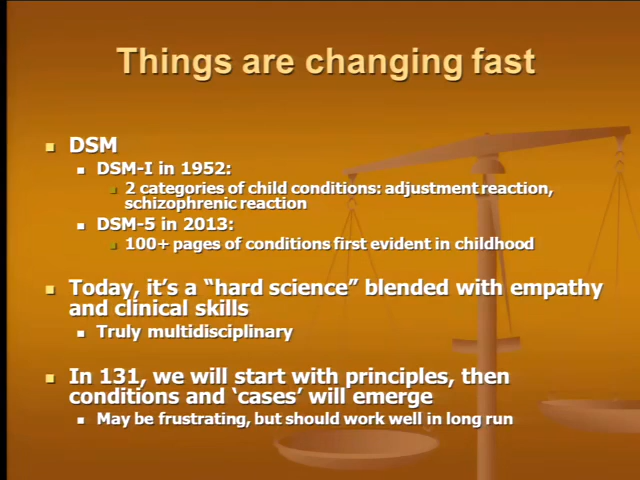 Things are changing fast
DSM
DSM-I in 1952:
2 categories of child conditions: adjustment reaction,
schizophrenic reaction
DSM-5 in 2013:
100+ pages of conditions first evident in childhood
Today, it’s a “hard science” blended with empathy
and clinical skills
Truly multidisciplinary
In 131, we will start with principles, then
conditions and ‘cases’ will emerge
May be frustrating, but should work well in long run